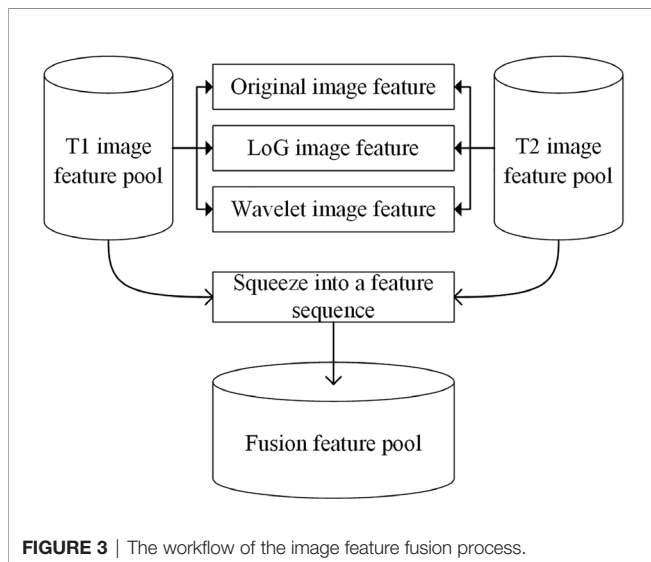 Original image feature
T1 image
feature pool
LoG image feature
T2 image
feature pool
Wavelet image feature
Squeeze into a feature
sequence
Fusion feature pool
FIGURE 3 | The workflow of the image feature fusion process.